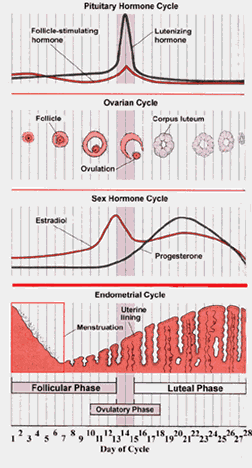 Pituitary Hormone Cycle
Follicle-stimulating
hormone
Lutenizing
hormone
Ovarian Cycle
Follicle
Corpus luteum
Ovulation
Sex Hormone Cycle
Estradiol
Progesterone
Endometrial Cycle
Uterine
lining
Menstruation
Follicular Phase
Luteal Phase
Ovulatory Phase
1 2 3 4 5 6 7 8 9 10 11 12 13 14 15 16 17 18 19 20 21 22 23 24 25 26 27 28
Day of Cycle